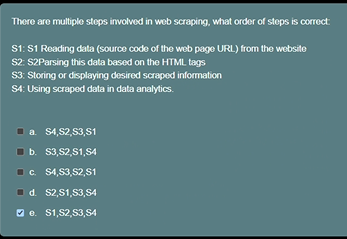 There are multiple steps involved in web scraping, what order of steps is correct:
S1: S1 Reading data (source code of the web page URL) from the website
S2: S2Parsing this data based on the HTML tags
S3: Storing or displaying desired scraped information
S4: Using scraped data in data analytics.
a. S4,S2,S3,S1
b. S3,S2,S1,S4
c. S4,S3,S2,S1
d. S2,S1,S3,S4
e. S1,S2,S3,S4